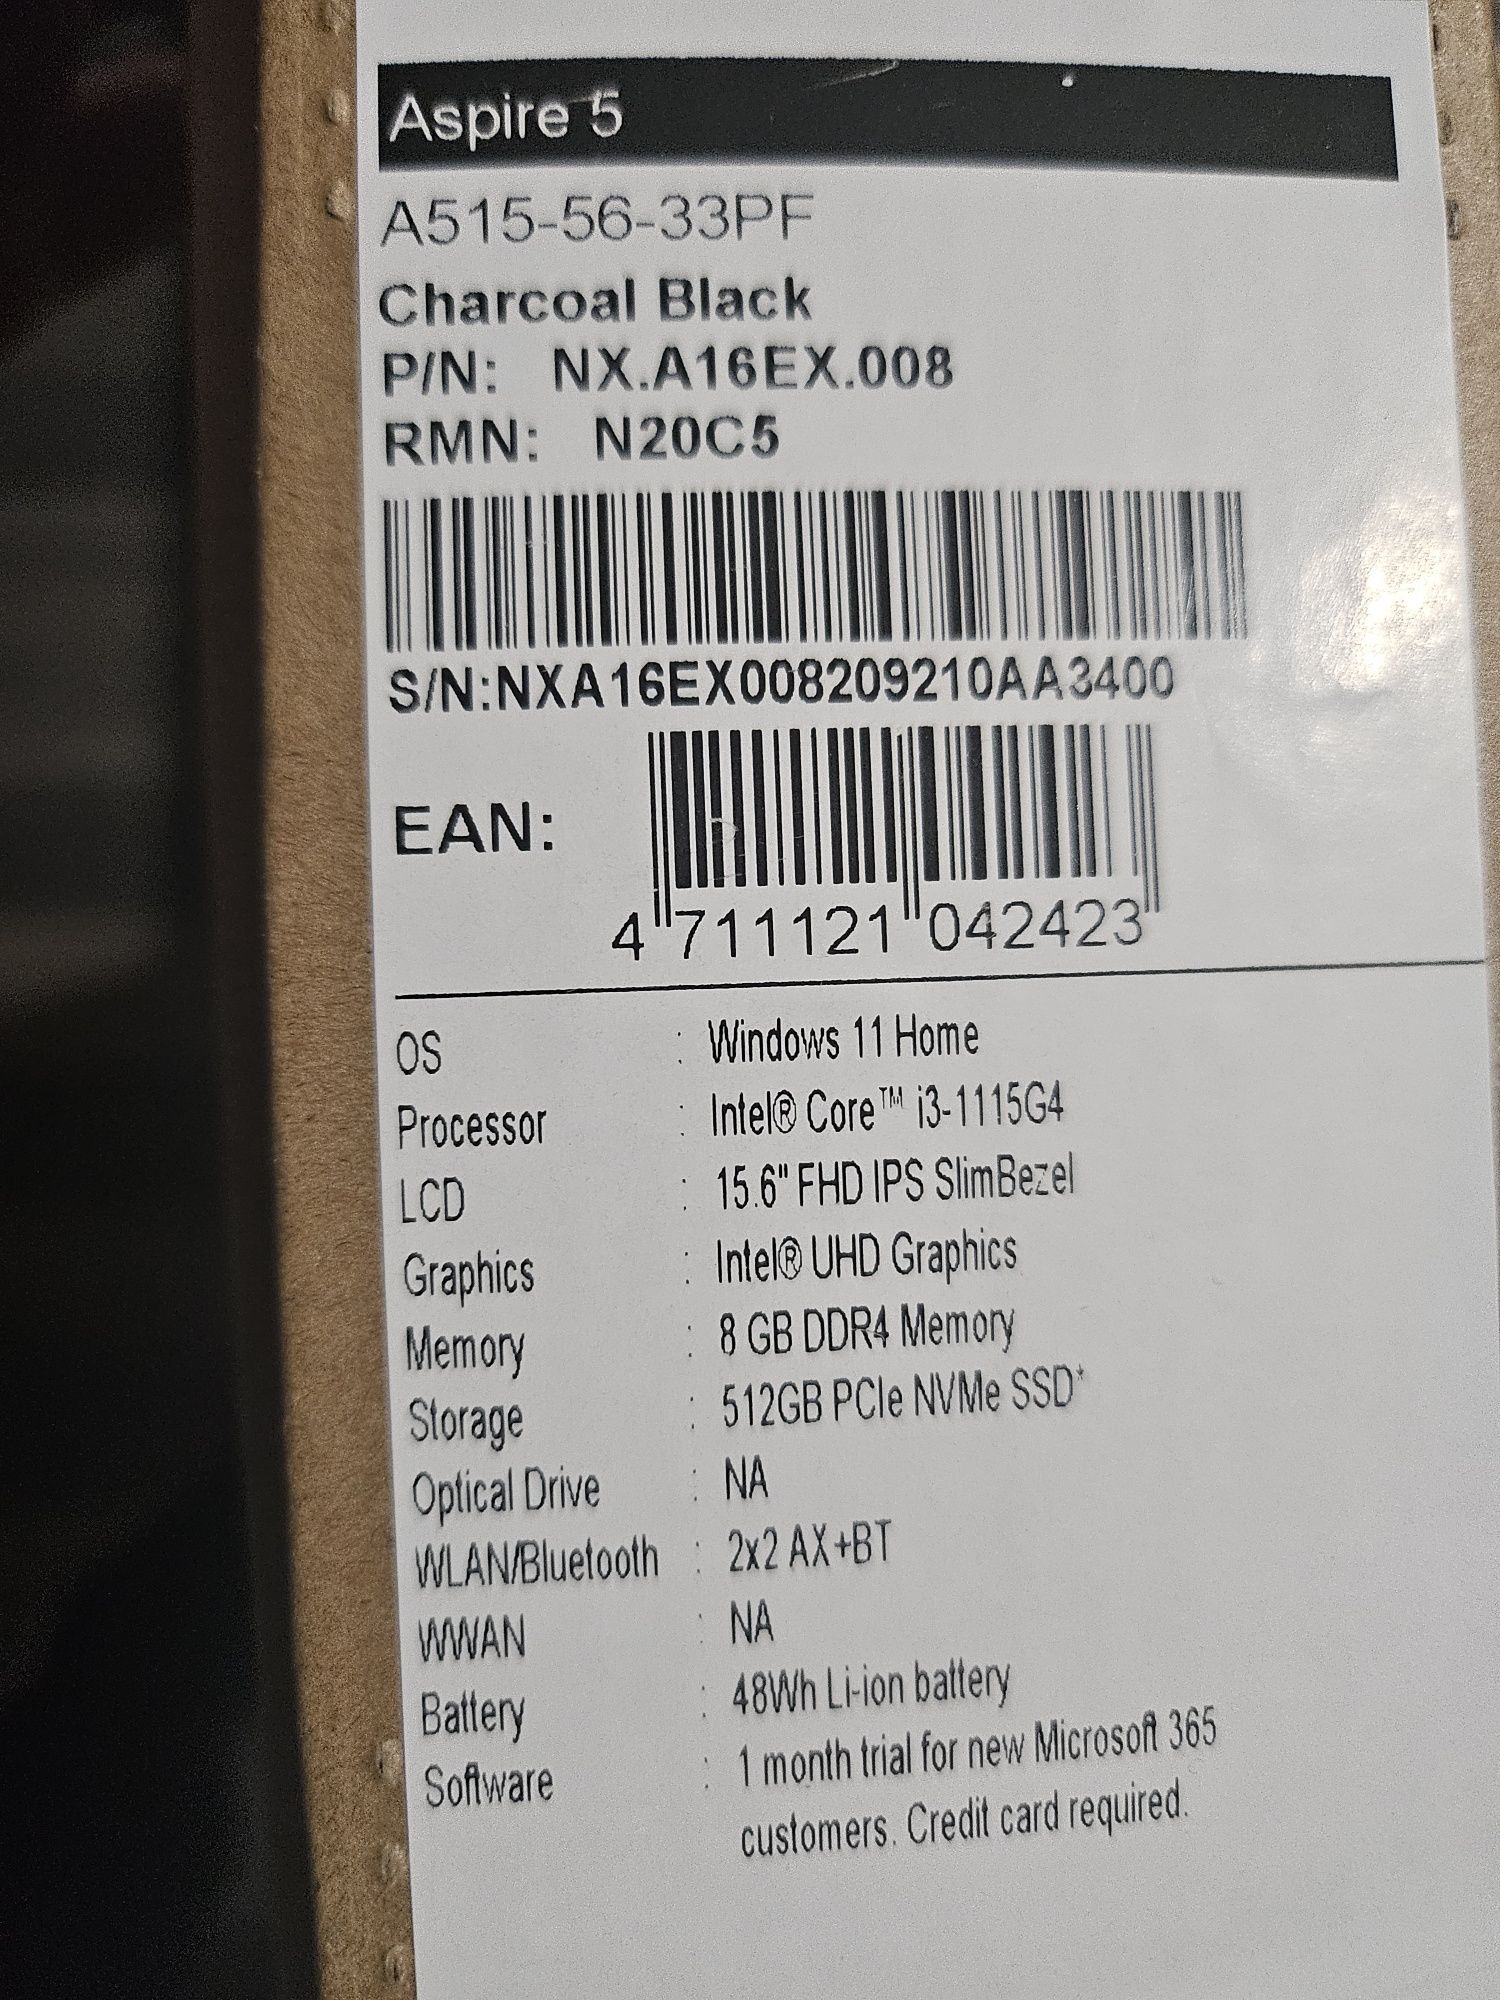 Aspire 5
A515-56-33PF
Charcoal Black
P/N: NX.A16EX.008
RMN: N20C5
S/N:NXA16EX008209210AA3400
EAN:
4 711121 042423
OS : Windows 11 Home
Processor : Intel® Core™ i3-1115G4
LCD : 15.6" FHD IPS SlimBezel
Graphics : Intel® UHD Graphics
Memory : 8 GB DDR4 Memory
Storage : 512GB PCIe NVMe SSD*
Optical Drive : NA
WLAN/Bluetooth : 2x2 AX+BT
WWAN : NA
Battery : 48Wh Li-ion battery
Software : 1 month trial for new Microsoft 365
customers. Credit card required.